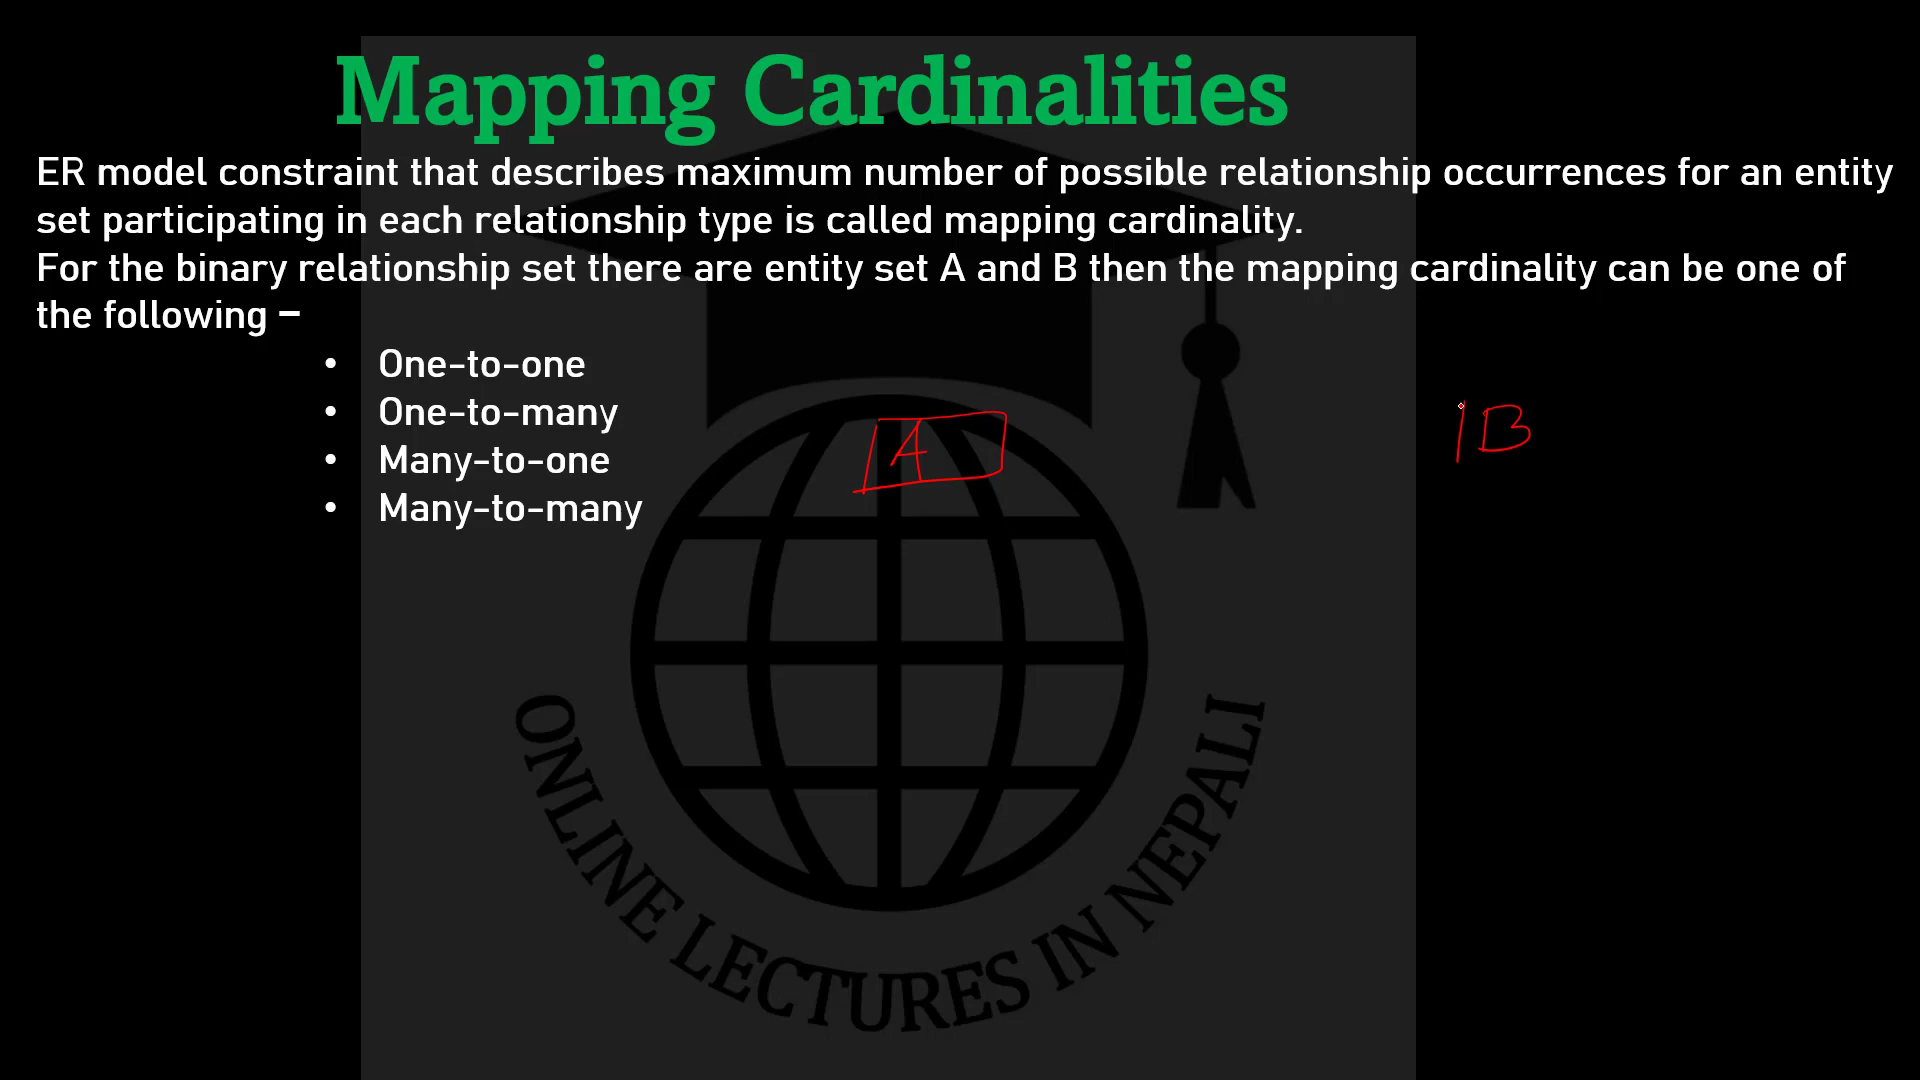 Mapping Cardinalities
ER model constraint that describes maximum number of possible relationship occurrences for an entity
set participating in each relationship type is called mapping cardinality.
For the binary relationship set there are entity set A and B then the mapping cardinality can be one of
the following –
• One-to-one
• One-to-many
• Many-to-one
• Many-to-many
A
B
ONLINE LECTURES IN NEPALI